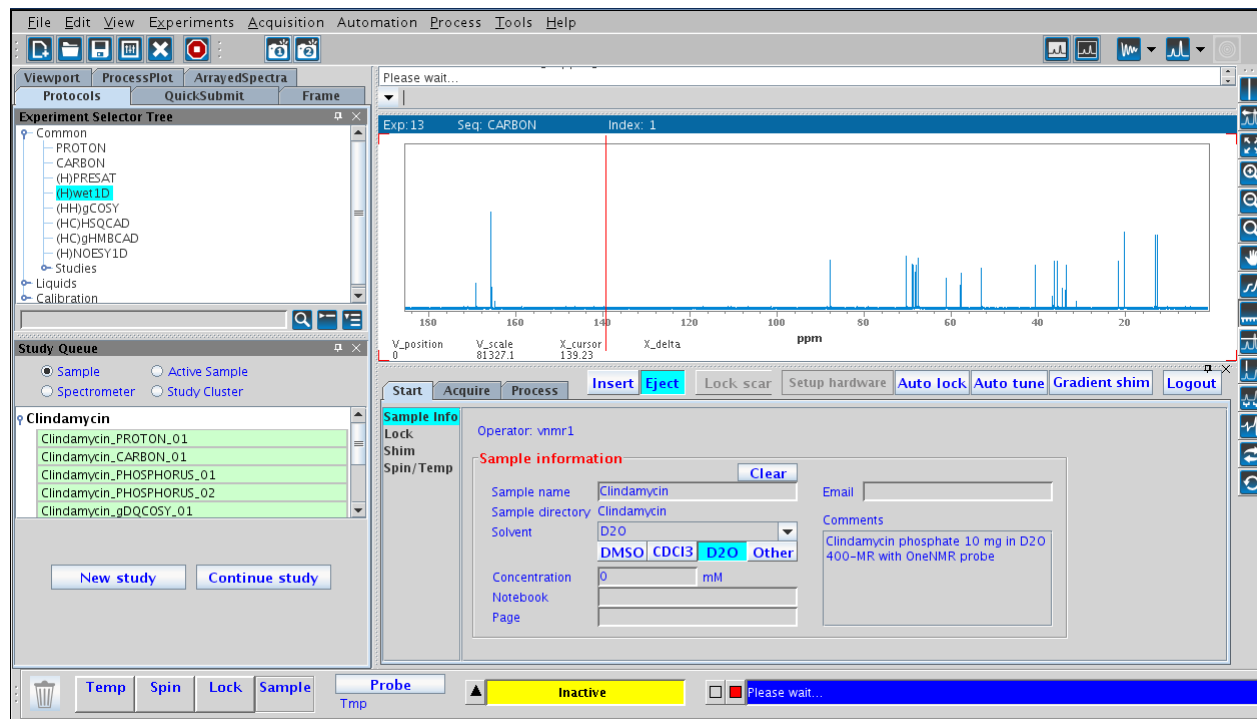 File Edit View Experiments Acquisition Automation Process Tools Help
Viewport ProcessPlot ArrayedSpectra
Protocols QuickSubmit Frame
Experiment Selector Tree
Common
PROTON
CARBON
(H)PRESAT
(H)wet1D
(HH)gCOSY
(HC)HSQCAD
(HC)gHMBCAD
(H)NOESY1D
Studies
Liquids
Calibration
Study Queue
Sample Active Sample
Spectrometer Study Cluster
Clindamycin
Clindamycin_PROTON_01
Clindamycin_CARBON_01
Clindamycin_PHOSPHORUS_01
Clindamycin_PHOSPHORUS_02
Clindamycin_gDQCOSY_01
New study Continue study
Please wait...
Exp:13 Seq: CARBON Index: 1
150 160 140 120 100 80 60 40 20
ppm
V_position V_scale X_cursor X_delta
0 81327.1 139.23
Start Acquire Process Insert Eject Lock scar Setup hardware Auto lock Auto tune Gradient shim Logout
Sample Info
Lock
Shim
Spin/Temp
Operator: vnmr1
Sample information
Clear
Sample name Clindamycin
Sample directory Clindamycin
Solvent D2O
DMSO CDCl3 D2O Other
Concentration 0 mM
Notebook
Page
Email
Comments
Clindamycin phosphate 10 mg in D2O
400-MR with OneNMR probe
Temp Spin Lock Sample Probe
Tmp
Inactive
Please wait...